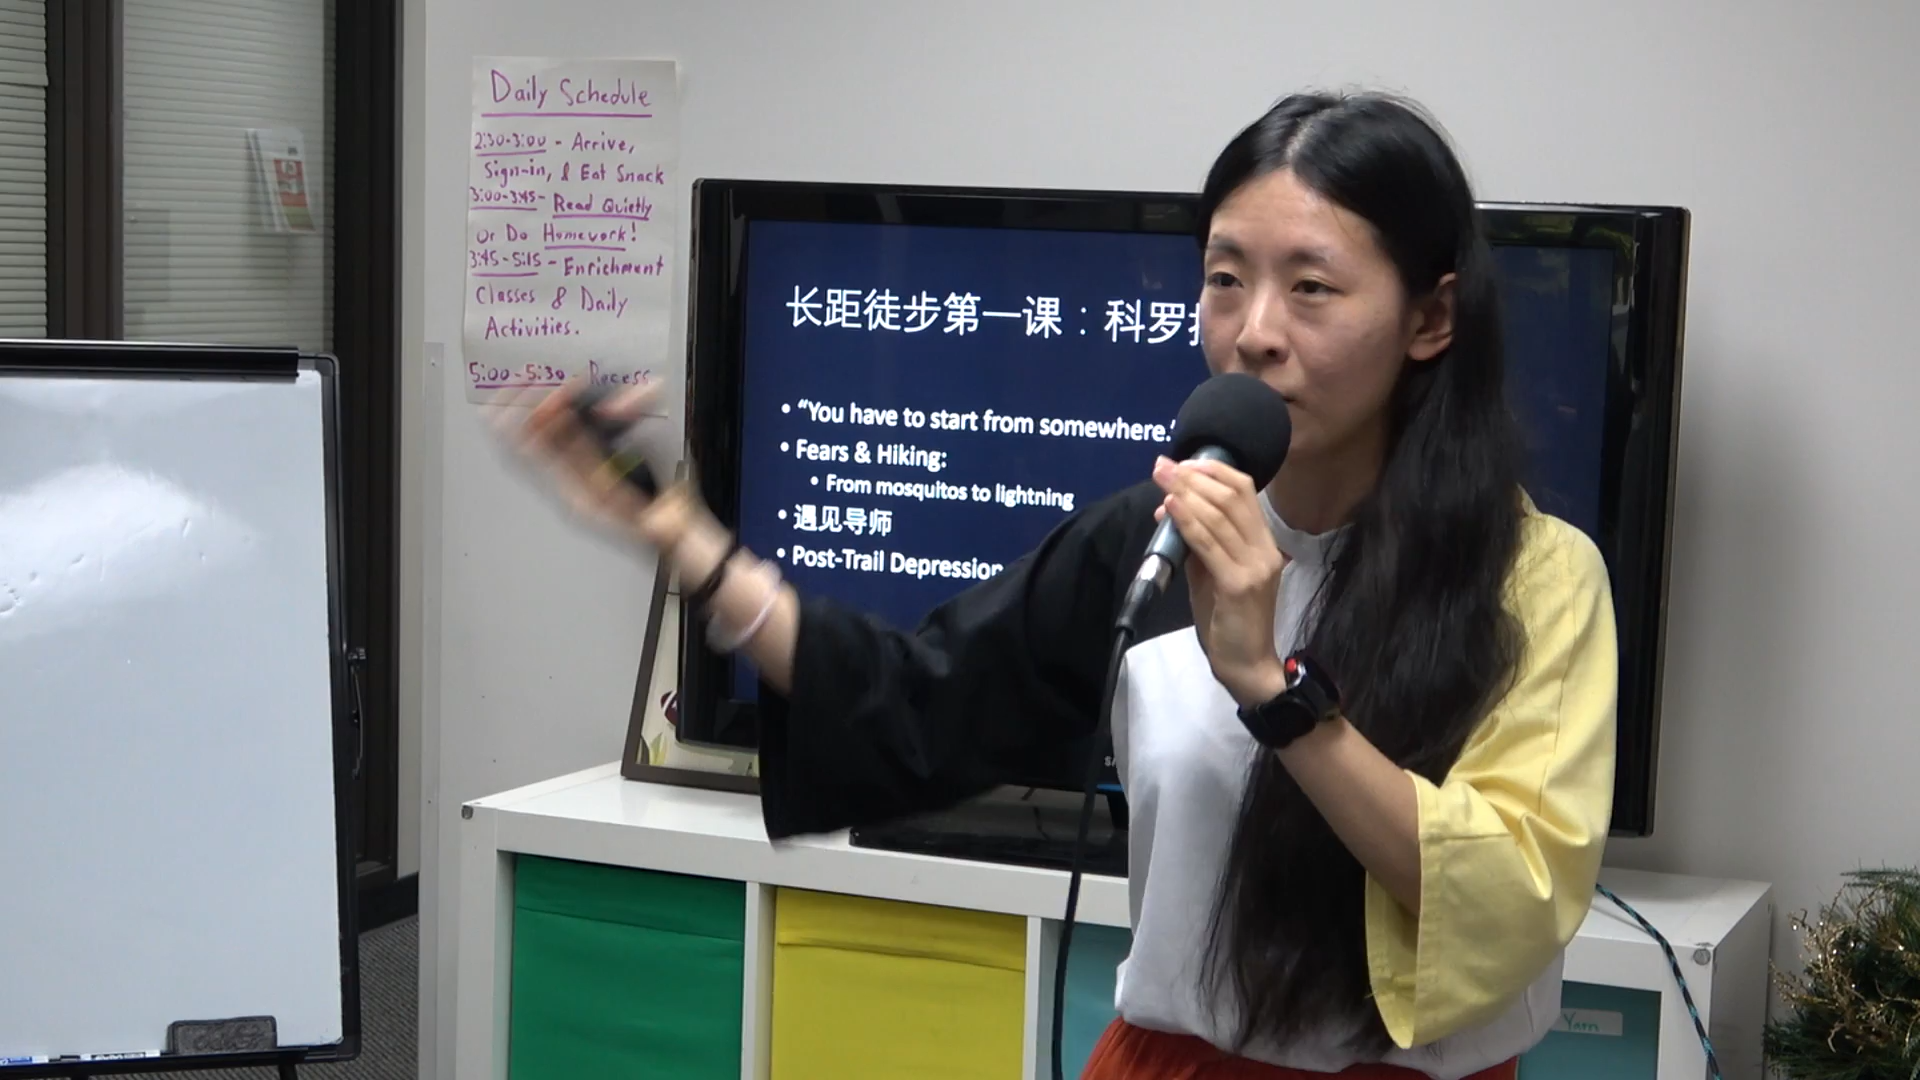 Daily Schedule
2:30-3:00 - Arrive,
Sign-in, & Eat Snack
3:00-3:45- Read Quietly
or Do Homework!
3:45-5:15 - Enrichment
Classes & Daily
Activities.
5:00-5:30 - Recess
长距徒步第一课：科罗
• “You have to start from somewhere.”
• Fears & Hiking:
• From mosquitos to lightning
• 遇见导师
• Post-Trail Depression
Yarn